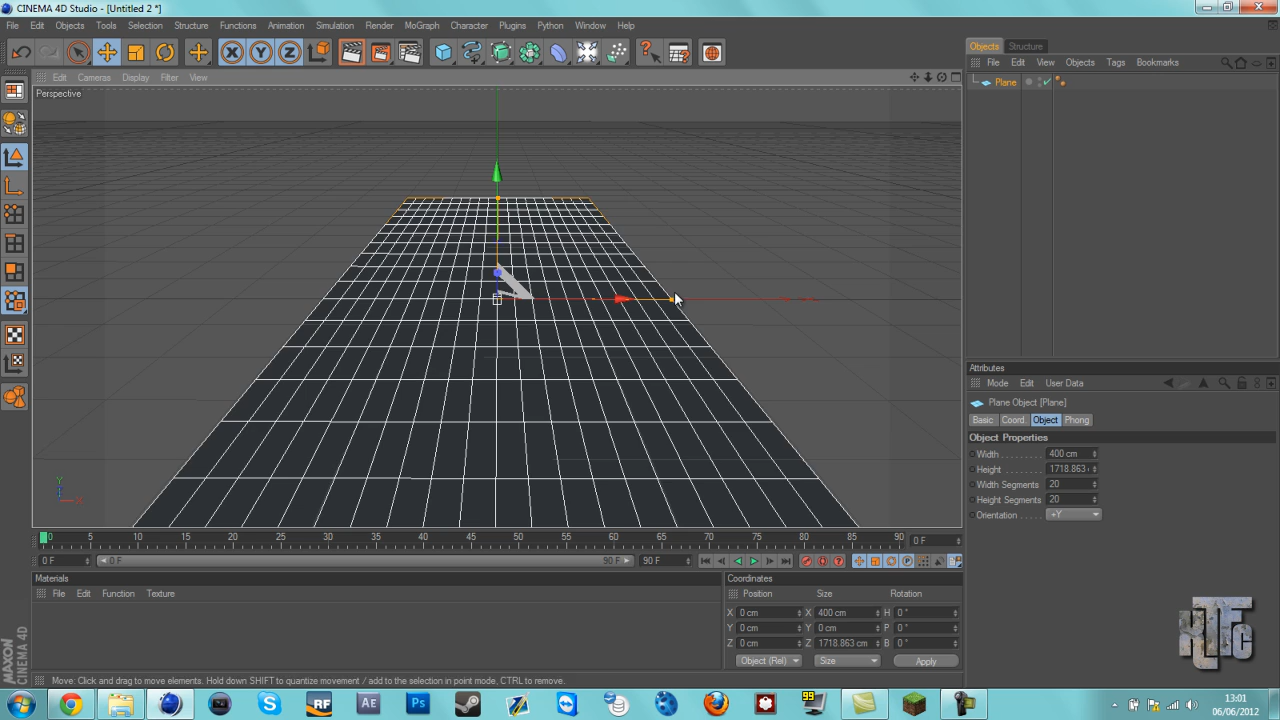 CINEMA 4D Studio - [Untitled 2 *]
File Edit Objects Tools Selection Structure Functions Animation Simulation Render MoGraph Character Plugins Python Window Help
Objects Structure
File Edit View Objects Tags Bookmarks
Plane
Edit Cameras Display Filter View
Perspective
X Y Z
Y
X
Attributes
Mode Edit User Data
Plane Object [Plane]
Basic Coord. Object Phong
Object Properties
Width 400 cm
Height 1718.863
Width Segments 20
Height Segments 20
Orientation +Y
0 5 10 15 20 25 30 35 40 45 50 55 60 65 70 75 80 85 90 0 F
0 F 0 F 90 F 90 F
Materials
File Edit Function Texture
Coordinates
Position Size Rotation
X 0 cm X 400 cm H 0 °
Y 0 cm Y 0 cm P 0 °
Z 0 cm Z 1718.863 cm B 0 °
Object (Rel) Size Apply
MAXON
CINEMA 4D
Move: Click and drag to move elements. Hold down SHIFT to quantize movement / add to the selection in point mode, CTRL to remove.
RF Ae Ps 99
13:01
06/06/2012